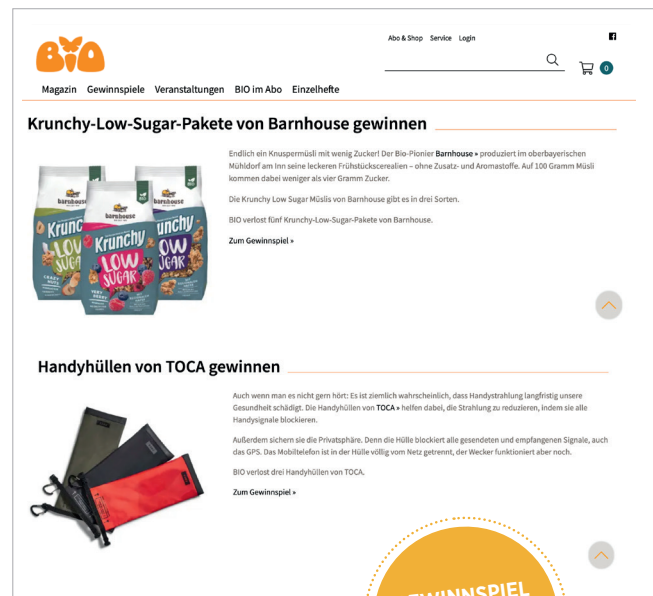 BiO
Abo & Shop Service Login
0
Magazin Gewinnspiele Veranstaltungen BIO im Abo Einzelhefte
Krunchy-Low-Sugar-Pakete von Barnhouse gewinnen
Endlich ein Knuspermüsli mit wenig Zucker! Der Bio-Pionier Barnhouse » produziert im oberbayerischen
Mühldorf am Inn seine leckeren Frühstückscerealien – ohne Zusatz- und Aromastoffe. Auf 100 Gramm Müsli
kommen dabei weniger als vier Gramm Zucker.
Die Krunchy Low Sugar Müslis von Barnhouse gibt es in drei Sorten.
BIO verlost fünf Krunchy-Low-Sugar-Pakete von Barnhouse.
Zum Gewinnspiel »
barnhouse
Krunchy
LOW
SUGAR
VERY
BERRY
Handyhüllen von TOCA gewinnen
Auch wenn man es nicht gern hört: Es ist ziemlich wahrscheinlich, dass Handystrahlung langfristig unsere
Gesundheit schädigt. Die Handyhüllen von TOCA » helfen dabei, die Strahlung zu reduzieren, indem sie alle
Handysignale blockieren.
Außerdem sichern sie die Privatsphäre. Denn die Hülle blockiert alle gesendeten und empfangenen Signale, auch
das GPS. Das Mobiltelefon ist in der Hülle völlig vom Netz getrennt, der Wecker funktioniert aber noch.
BIO verlost drei Handyhüllen von TOCA.
Zum Gewinnspiel »
EWINNSPIEL